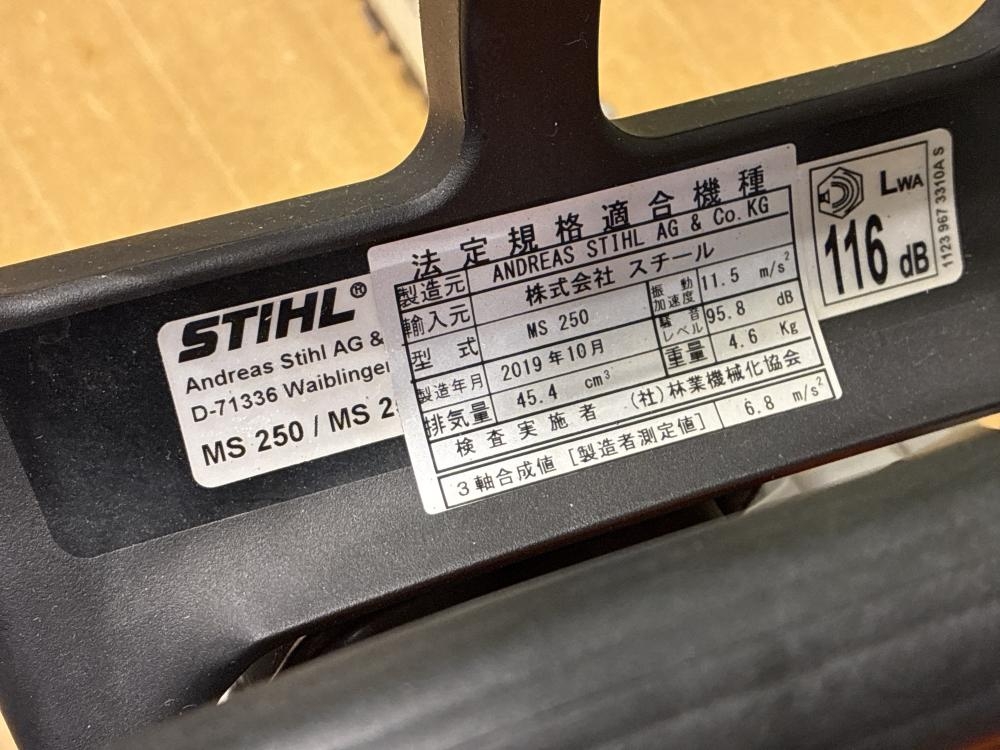 STIHL®
Andreas Stihl AG &
D-71336 Waiblingen
MS 250 / MS 2
法定規格適合機種
製造元 ANDREAS STIHL AG & Co.KG
輸入元 株式会社 スチール
型式 MS 250 振動加速度 11.5 m/s²
製造年月 2019年10月 騒音レベル 95.8 dB
排気量 45.4 cm³ 重量 4.6 Kg
検査実施者 (社)林業機械化協会
3軸合成値 [製造者測定値] 6.8 m/s²
LWA
116 dB
1123 967 3310A S